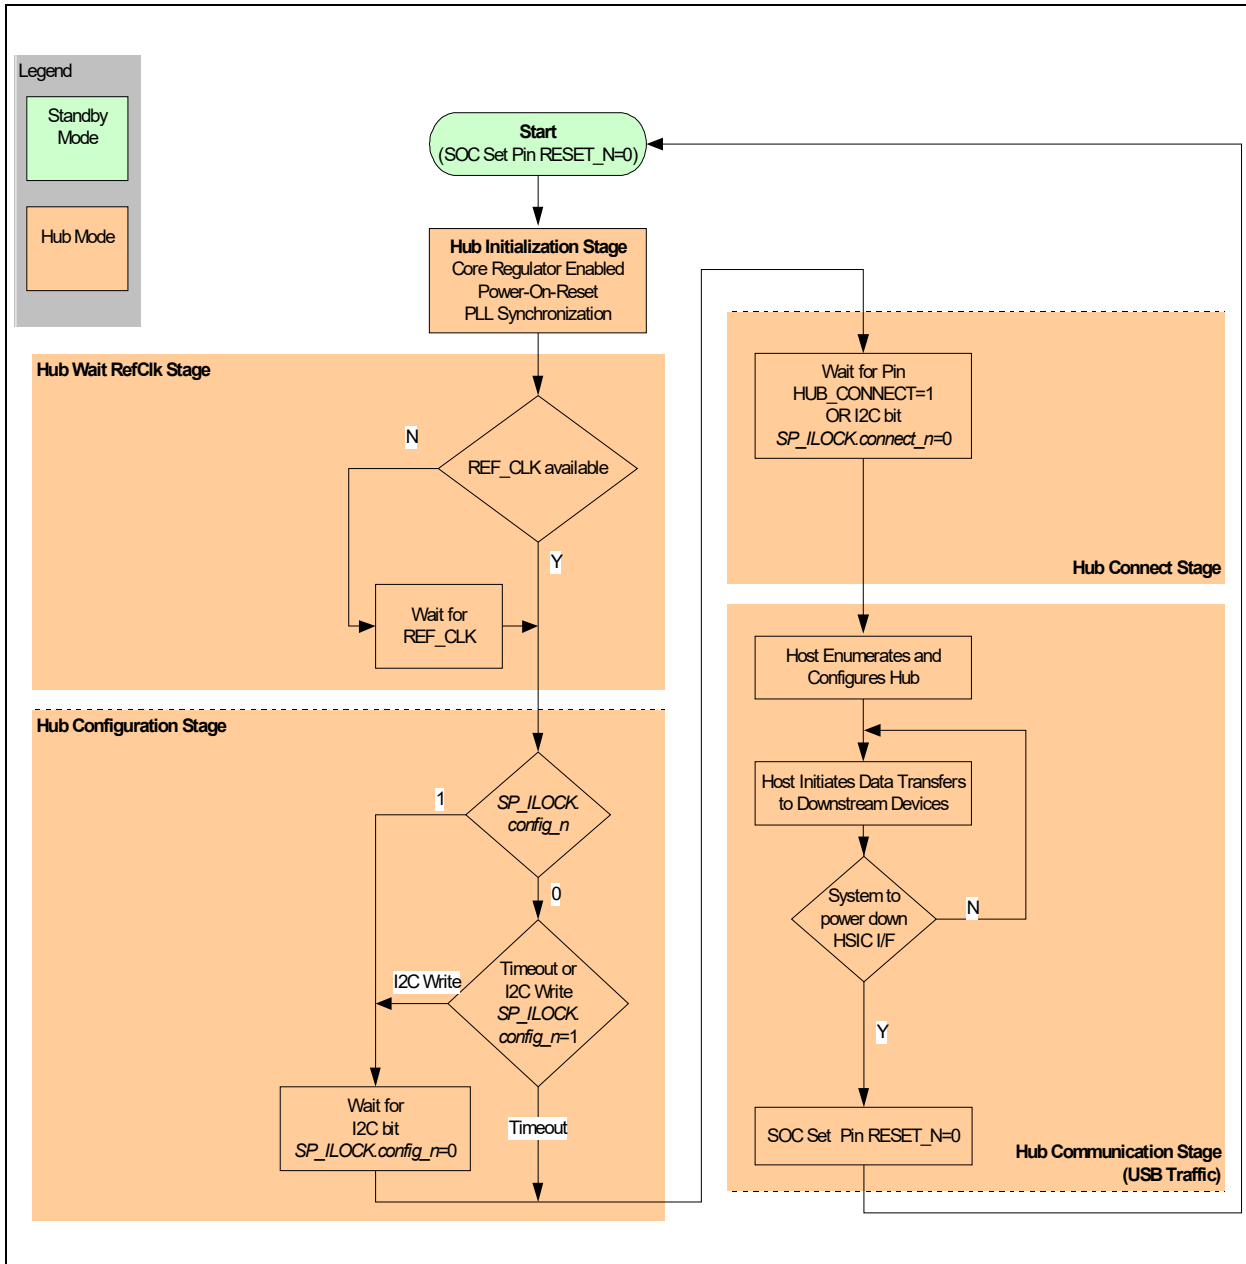 Legend
Standby
Mode
Hub Mode
Start
(SOC Set Pin RESET_N=0)
Hub Initialization Stage
Core Regulator Enabled
Power-On-Reset
PLL Synchronization
Hub Wait RefClk Stage
N
REF_CLK available
Y
Wait for
REF_CLK
Hub Configuration Stage
1
SP_ILOCK.
config_n
0
I2C Write
Timeout or
I2C Write
SP_ILOCK.
config_n=1
Wait for
I2C bit
SP_ILOCK.config_n=0
Timeout
Wait for Pin
HUB_CONNECT=1
OR I2C bit
SP_ILOCK.connect_n=0
Hub Connect Stage
Host Enumerates and
Configures Hub
Host Initiates Data Transfers
to Downstream Devices
System to
power down
HSIC I/F
N
Y
SOC Set Pin RESET_N=0
Hub Communication Stage
(USB Traffic)